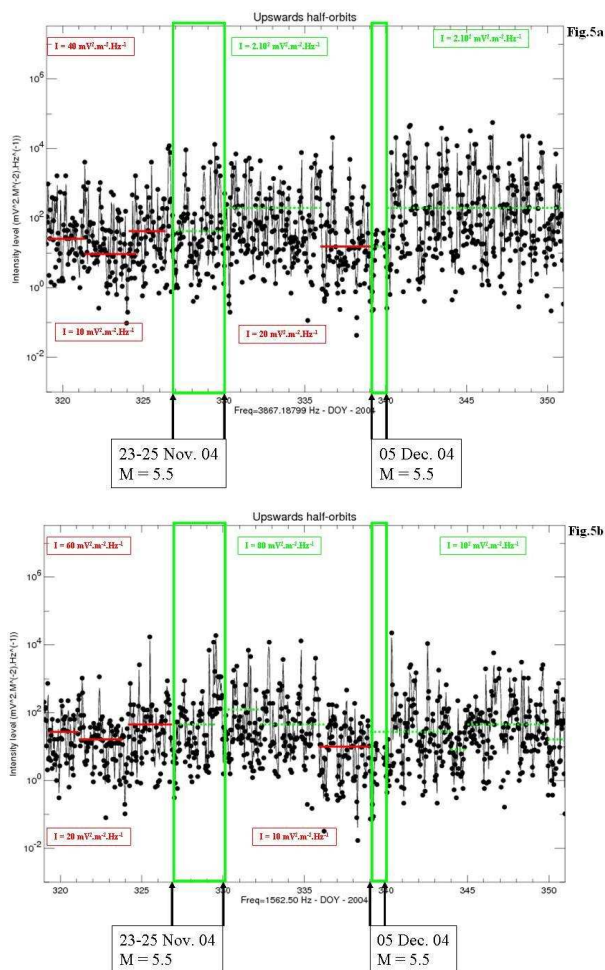 Upwards half-orbits
Fig.5a
I = 40 mV².m⁻².Hz⁻¹
I = 2.10² mV².m⁻².Hz⁻¹
I = 2.10² mV².m⁻².Hz⁻¹
Intensity level (mV^2.M^(-2).Hz^(-1))
10⁶
10⁴
10²
10⁰
10⁻²
I = 10 mV².m⁻².Hz⁻¹
I = 20 mV².m⁻².Hz⁻¹
320 325 330 335 340 345 350
Freq=3867.18799 Hz - DOY - 2004
23-25 Nov. 04
M = 5.5
05 Dec. 04
M = 5.5
Upwards half-orbits
Fig.5b
I = 60 mV².m⁻².Hz⁻¹
I = 80 mV².m⁻².Hz⁻¹
I = 10² mV².m⁻².Hz⁻¹
Intensity level (mV^2.M^(-2).Hz^(-1))
10⁶
10⁴
10²
10⁰
10⁻²
I = 20 mV².m⁻².Hz⁻¹
I = 10 mV².m⁻².Hz⁻¹
320 325 330 335 340 345 350
Freq=1562.50 Hz - DOY - 2004
23-25 Nov. 04
M = 5.5
05 Dec. 04
M = 5.5